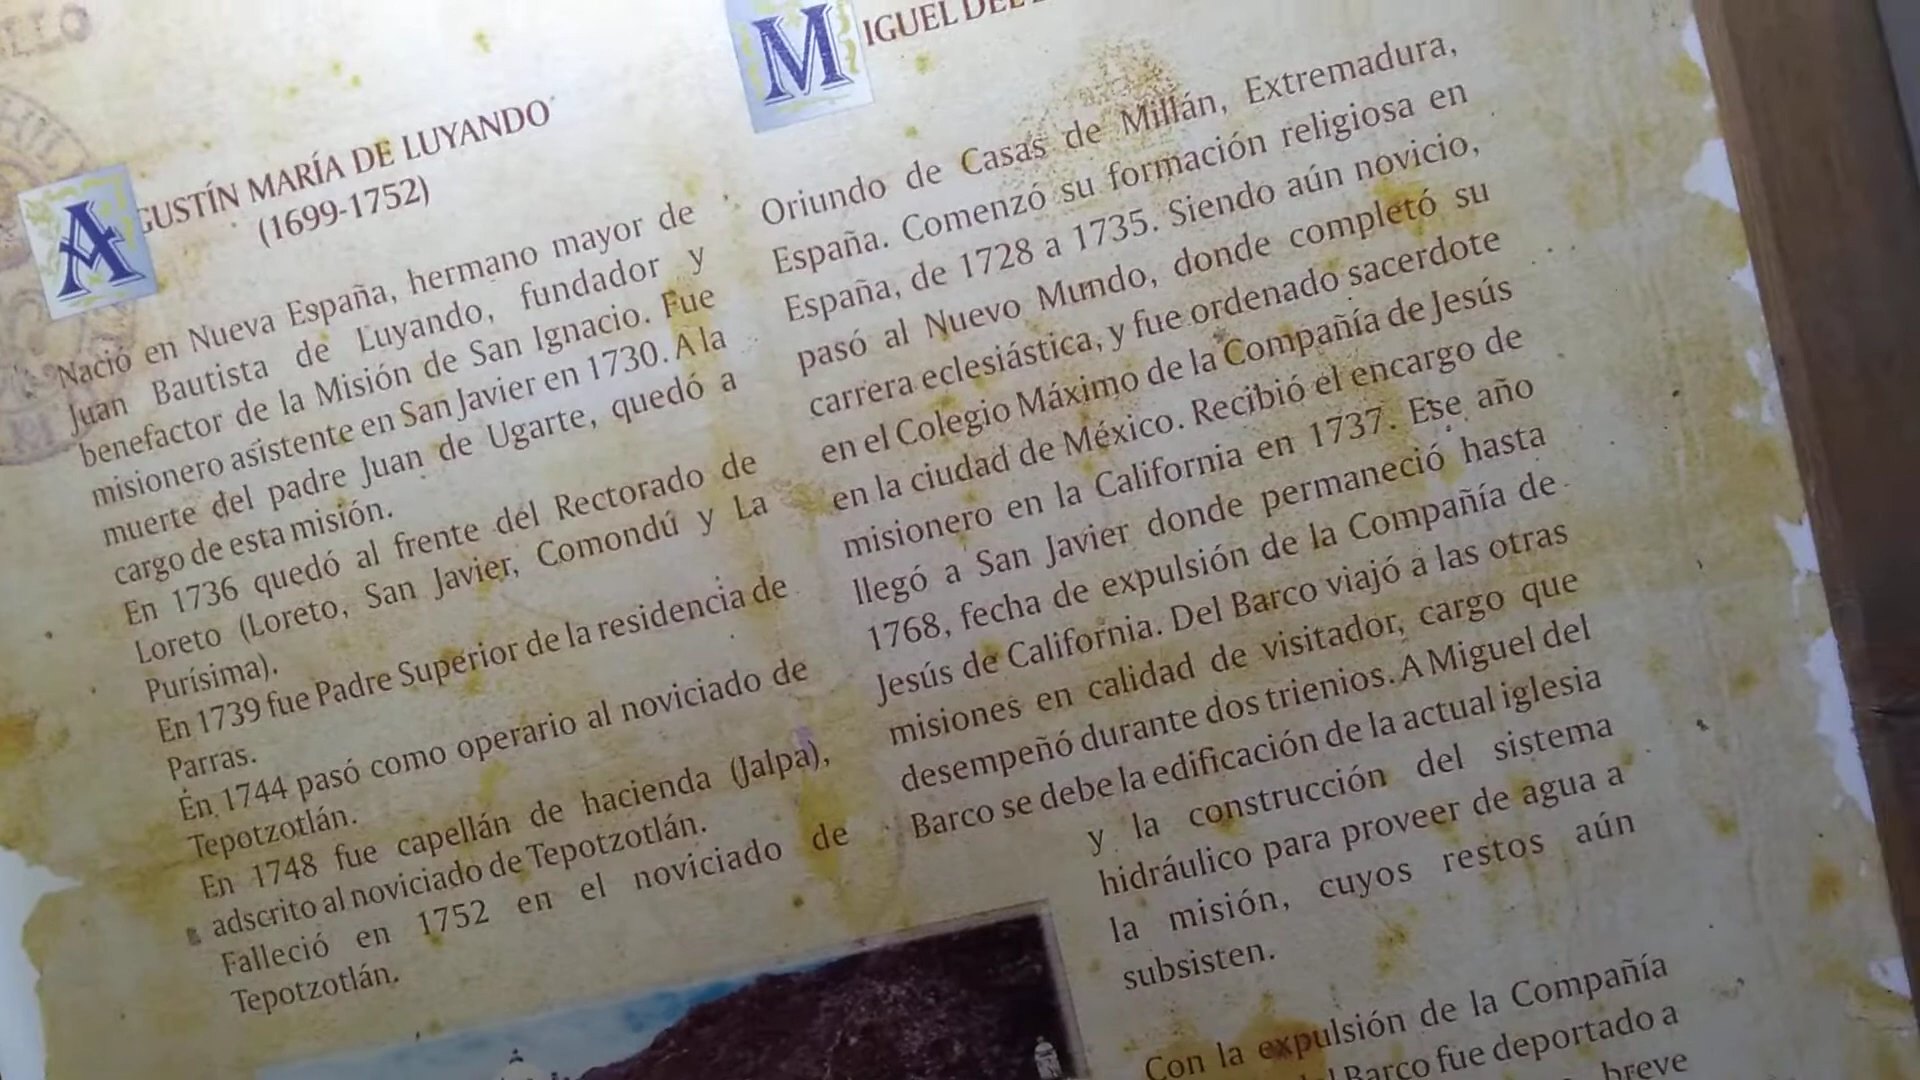 AGUSTÍN MARÍA DE LUYANDO
(1699-1752)
Nació en Nueva España, hermano mayor de
Juan Bautista de Luyando, fundador y
benefactor de la Misión de San Ignacio. Fue
misionero asistente en San Javier en 1730. A la
muerte del padre Juan de Ugarte, quedó a
cargo de esta misión.
En 1736 quedó al frente del Rectorado de
Loreto (Loreto, San Javier, Comondú y La
Purísima).
En 1739 fue Padre Superior de la residencia de
Parras.
En 1744 pasó como operario al noviciado de
Tepotzotlán.
En 1748 fue capellán de hacienda (Jalpa),
adscrito al noviciado de Tepotzotlán.
Falleció en 1752 en el noviciado de
Tepotzotlán.
MIGUEL DEL
Oriundo de Casas de Millán, Extremadura,
España. Comenzó su formación religiosa en
España, de 1728 a 1735. Siendo aún novicio,
pasó al Nuevo Mundo, donde completó su
carrera eclesiástica, y fue ordenado sacerdote
en el Colegio Máximo de la Compañía de Jesús
en la ciudad de México. Recibió el encargo de
misionero en la California en 1737. Ese año
llegó a San Javier donde permaneció hasta
1768, fecha de expulsión de la Compañía de
Jesús de California. Del Barco viajó a las otras
misiones en calidad de visitador, cargo que
desempeñó durante dos trienios. A Miguel del
Barco se debe la edificación de la actual iglesia
y la construcción del sistema
hidráulico para proveer de agua a
la misión, cuyos restos aún
subsisten.
Con la expulsión de la Compañía
Barco fue deportado a
breve